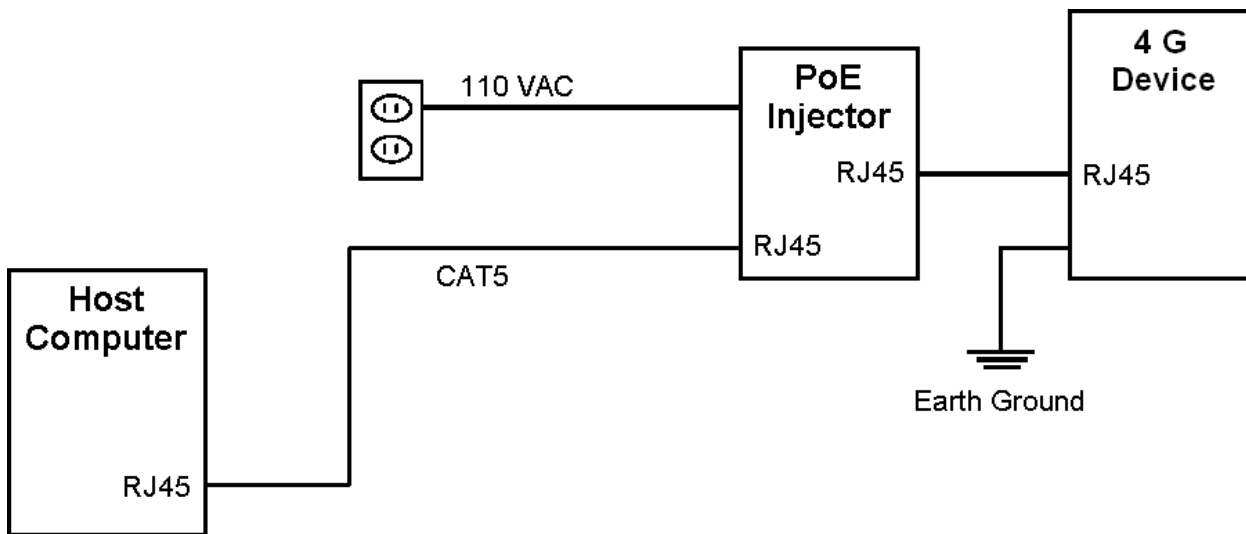 4 G
Device
PoE
Injector
110 VAC
RJ45
RJ45
RJ45
CAT5
Host
Computer
Earth Ground
RJ45